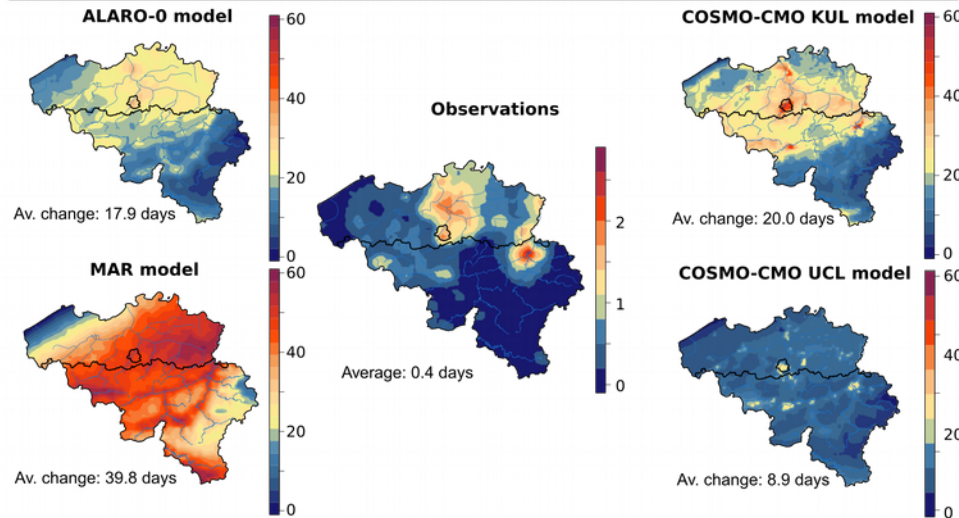 ALARO-0 model
60
40
20
0
Av. change: 17.9 days
MAR model
60
40
20
0
Av. change: 39.8 days
Observations
2
1
0
Average: 0.4 days
COSMO-CMO KUL model
60
40
20
0
Av. change: 20.0 days
COSMO-CMO UCL model
60
40
20
0
Av. change: 8.9 days